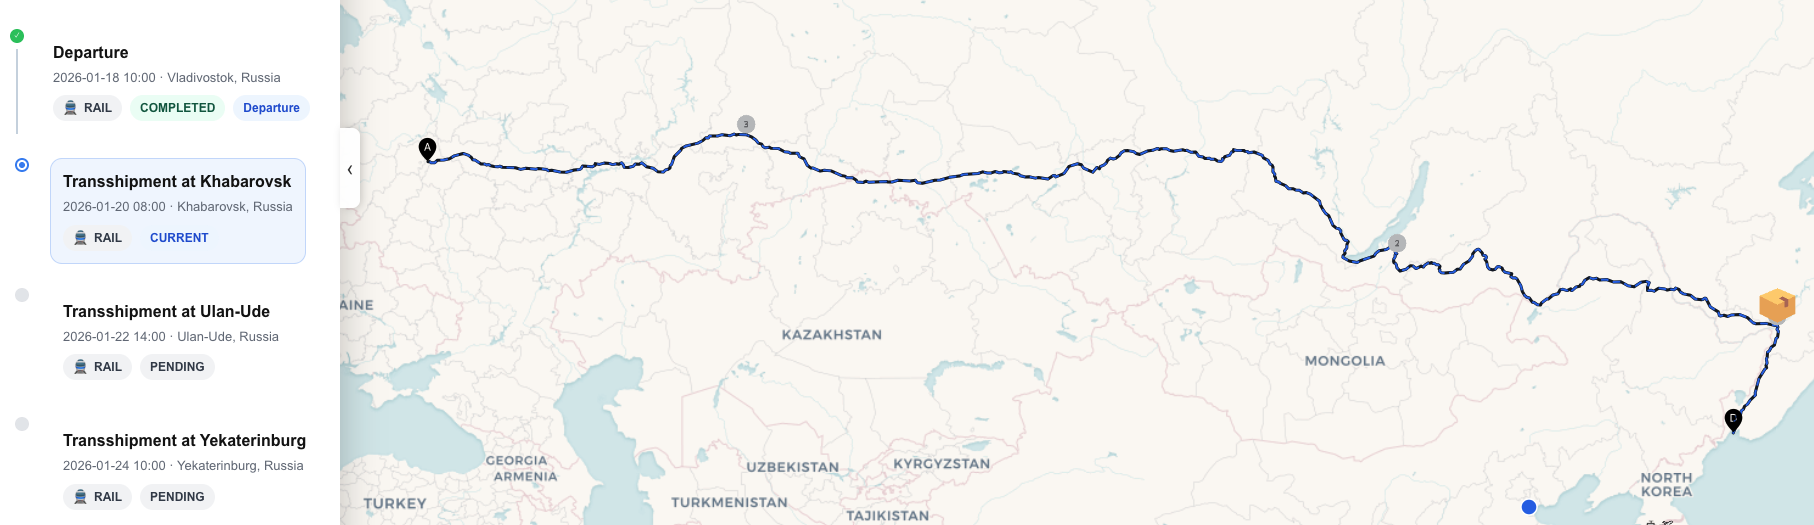 Departure
2026-01-18 10:00 · Vladivostok, Russia
RAIL COMPLETED Departure
Transshipment at Khabarovsk
2026-01-20 08:00 · Khabarovsk, Russia
RAIL CURRENT
Transshipment at Ulan-Ude
2026-01-22 14:00 · Ulan-Ude, Russia
RAIL PENDING
Transshipment at Yekaterinburg
2026-01-24 10:00 · Yekaterinburg, Russia
RAIL PENDING
3
A
2
AINE
KAZAKHSTAN
MONGOLIA
D
GEORGIA
ARMENIA
UZBEKISTAN
KYRGYZSTAN
TURKEY
TURKMENISTAN
TAJIKISTAN
NORTH
KOREA